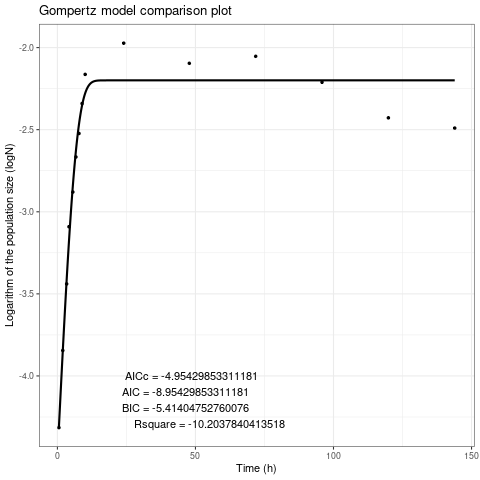 Gompertz model comparison plot
-2.0
-2.5
-3.0
-3.5
-4.0
Logarithm of the population size (logN)
AICc = -4.95429853311181
AIC = -8.95429853311181
BIC = -5.41404752760076
Rsquare = -10.2037840413518
0
50
100
150
Time (h)